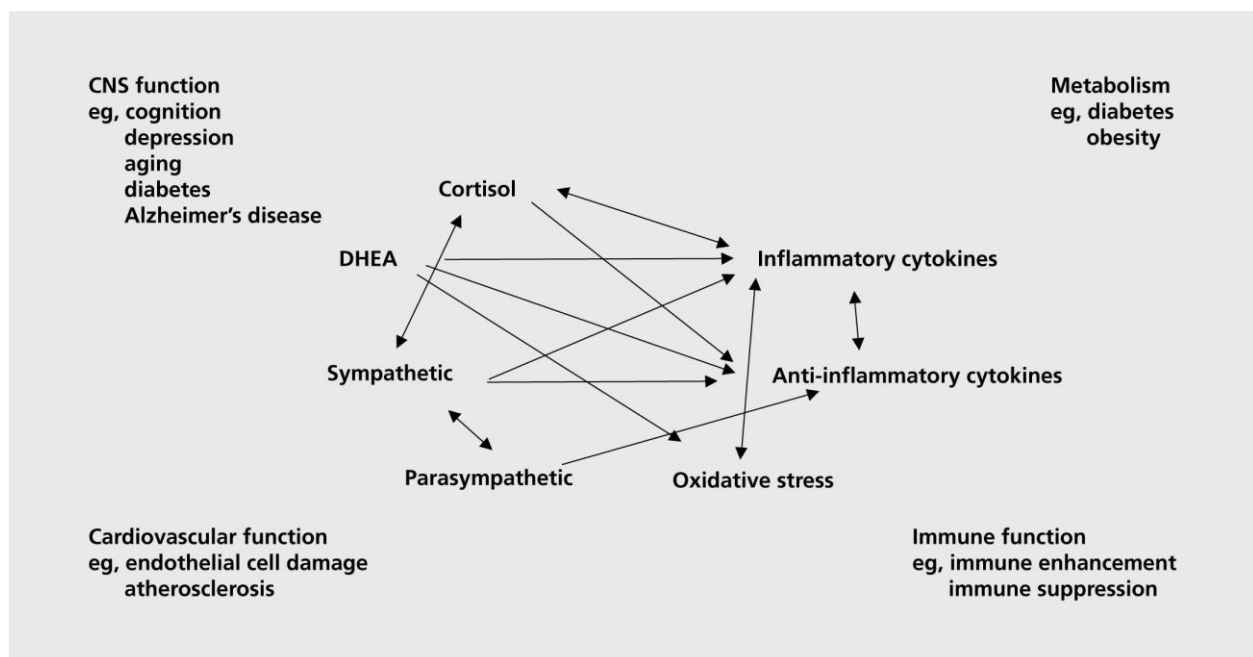 CNS function
eg, cognition
depression
aging
diabetes
Alzheimer's disease
Metabolism
eg, diabetes
obesity
Cortisol
DHEA
Inflammatory cytokines
Sympathetic
Anti-inflammatory cytokines
Parasympathetic
Oxidative stress
Cardiovascular function
eg, endothelial cell damage
atherosclerosis
Immune function
eg, immune enhancement
immune suppression